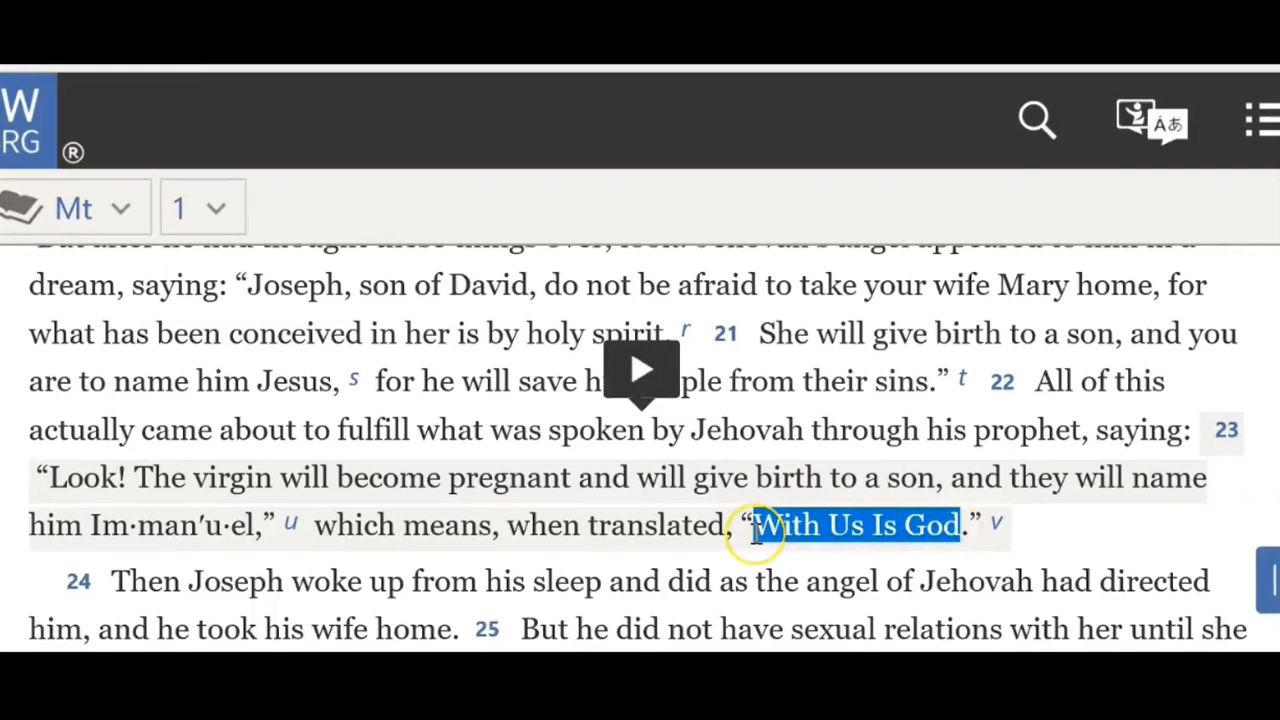 W
RG
®
Áあ
Mt
1
dream, saying: “Joseph, son of David, do not be afraid to take your wife Mary home, for
what has been conceived in her is by holy spirit. r 21 She will give birth to a son, and you
are to name him Jesus, s for he will save from their sins.” t 22 All of this
actually came about to fulfill what was spoken by Jehovah through his prophet, saying: 23
“Look! The virgin will become pregnant and will give birth to a son, and they will name
him Im·manʹu·el,” u which means, when translated, “With Us Is God.” v
24 Then Joseph woke up from his sleep and did as the angel of Jehovah had directed
him, and he took his wife home. 25 But he did not have sexual relations with her until she